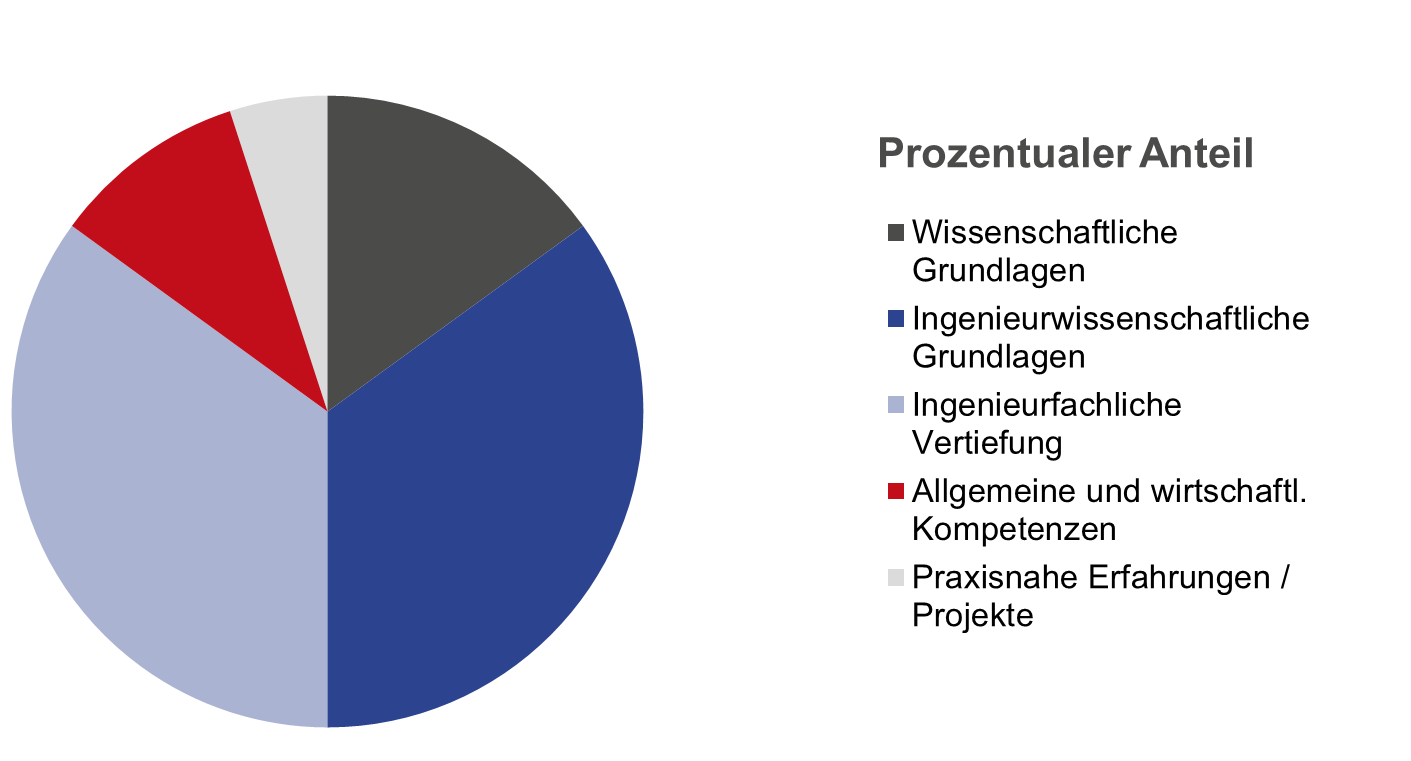 Prozentualer Anteil
Wissenschaftliche
Grundlagen
Ingenieurwissenschaftliche
Grundlagen
Ingenieurfachliche
Vertiefung
Allgemeine und wirtschaftl.
Kompetenzen
Praxisnahe Erfahrungen /
Projekte